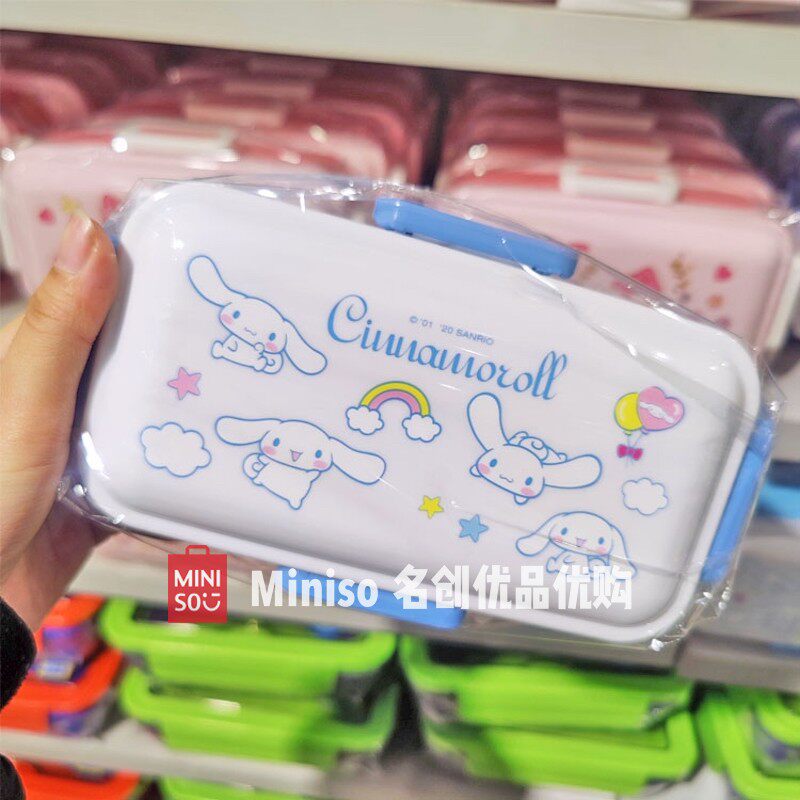 ©'01 '20 SANRIO
Cinnamoroll
MINI
SO
Miniso 名创优品优购